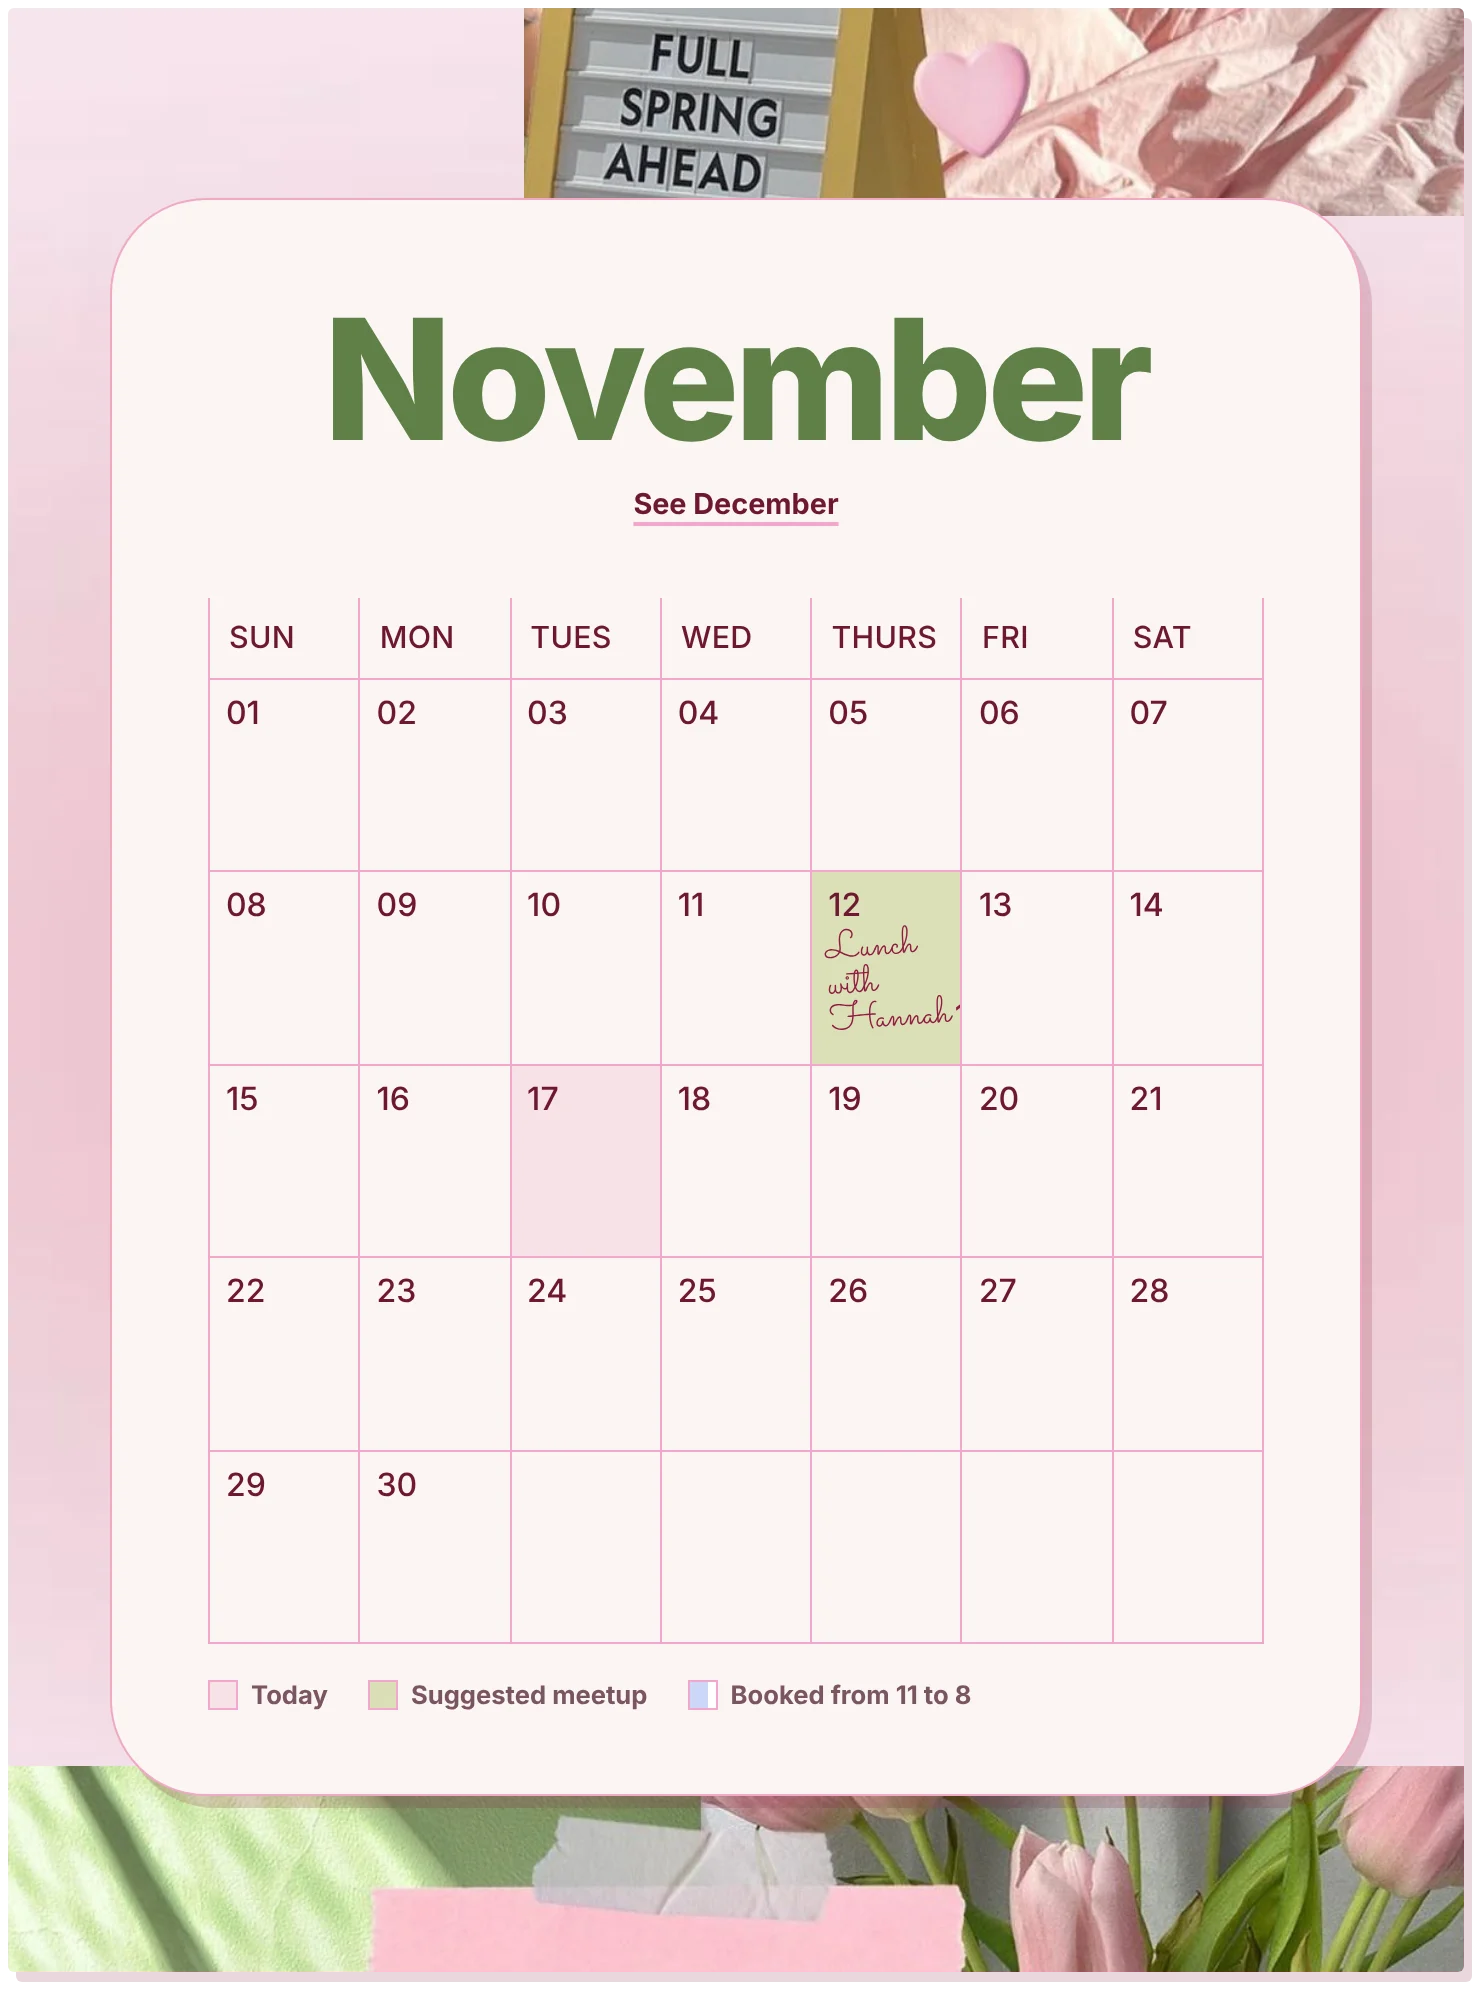 FULL
SPRING
AHEAD
November
See December
SUN MON TUES WED THURS FRI SAT
01 02 03 04 05 06 07
08 09 10 11 12 13 14
Lunch
with
Hannah?
15 16 17 18 19 20 21
22 23 24 25 26 27 28
29 30
Today Suggested meetup Booked from 11 to 8